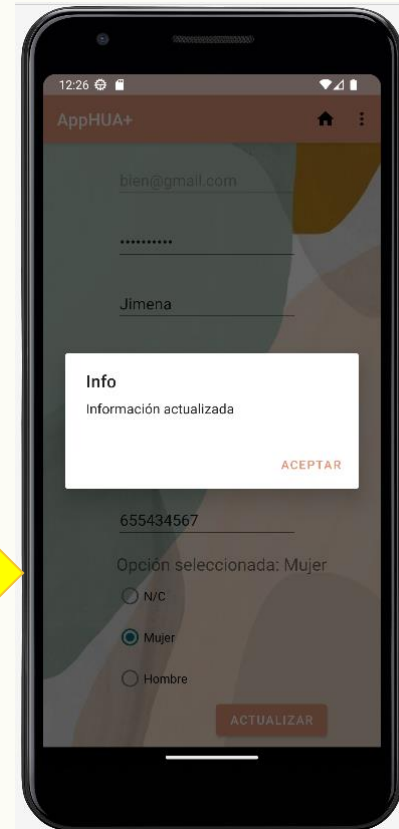 12:26
AppHUA+
bien@gmail.com
••••••••••
Jimena
Info
Información actualizada
ACEPTAR
655434567
Opción seleccionada: Mujer
N/C
Mujer
Hombre
ACTUALIZAR